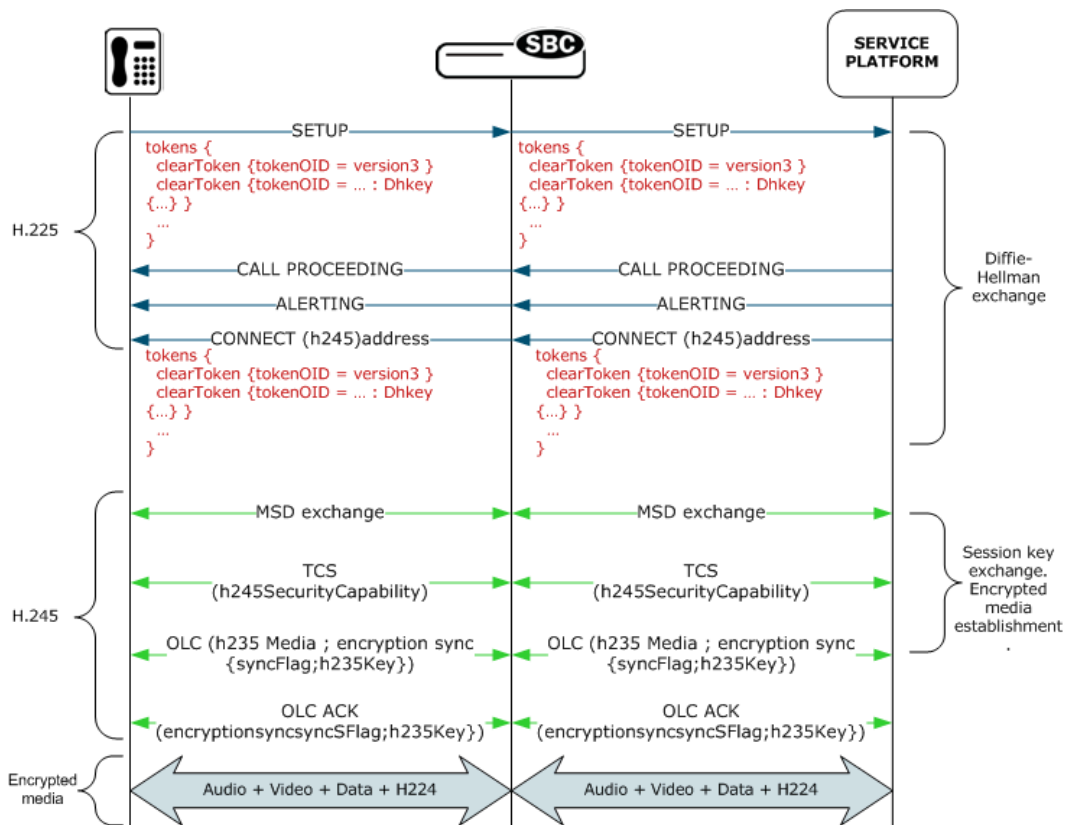 SBC
SERVICE
PLATFORM
SETUP
SETUP
tokens {
clearToken {tokenOID = version3 }
clearToken {tokenOID = ... : Dhkey
{...} }
...
}
tokens {
clearToken {tokenOID = version3 }
clearToken {tokenOID = ... : Dhkey
{...} }
...
}
H.225
CALL PROCEEDING
CALL PROCEEDING
Diffie-
Hellman
exchange
ALERTING
ALERTING
CONNECT (h245)address
CONNECT (h245)address
tokens {
clearToken {tokenOID = version3 }
clearToken {tokenOID = ... : Dhkey
{...} }
...
}
tokens {
clearToken {tokenOID = version3 }
clearToken {tokenOID = ... : Dhkey
{...} }
...
}
MSD exchange
MSD exchange
Session key
exchange.
Encrypted
media
establishment
.
TCS
(h245SecurityCapability)
TCS
(h245SecurityCapability)
H.245
OLC (h235 Media ; encryption sync
{syncFlag;h235Key})
OLC (h235 Media ; encryption sync
{syncFlag;h235Key})
OLC ACK
(encryptionsyncsyncSFlag;h235Key})
OLC ACK
(encryptionsyncsyncSFlag;h235Key})
Encrypted
media
Audio + Video + Data + H224
Audio + Video + Data + H224